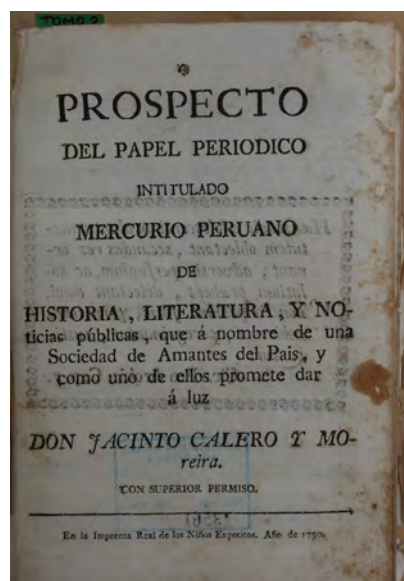 TOMO 2
PROSPECTO
DEL PAPEL PERIODICO
INTITULADO
MERCURIO PERUANO
DE
HISTORIA, LITERATURA, Y NO-
ticias públicas, que á nombre de una
Sociedad de Amantes del Pais, y
como uno de ellos promete dar
á luz
DON JACINTO CALERO Y MO-
reira.
CON SUPERIOR PERMISO.
En la Imprenta Real de los Niños Expositos. Año de 1790.